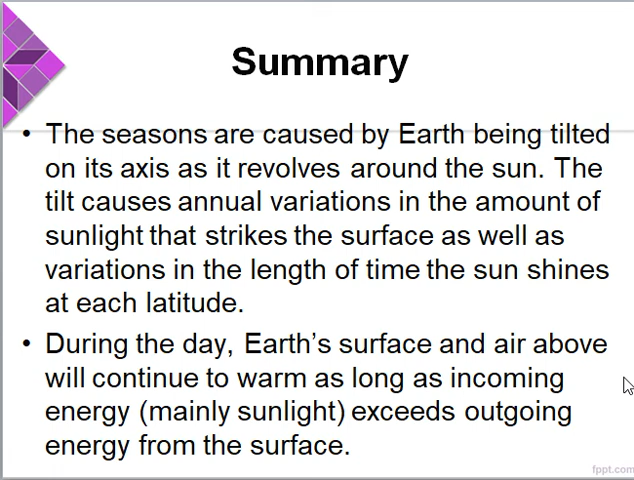 Summary
• The seasons are caused by Earth being tilted
on its axis as it revolves around the sun. The
tilt causes annual variations in the amount of
sunlight that strikes the surface as well as
variations in the length of time the sun shines
at each latitude.
• During the day, Earth’s surface and air above
will continue to warm as long as incoming
energy (mainly sunlight) exceeds outgoing
energy from the surface.
fppt.com